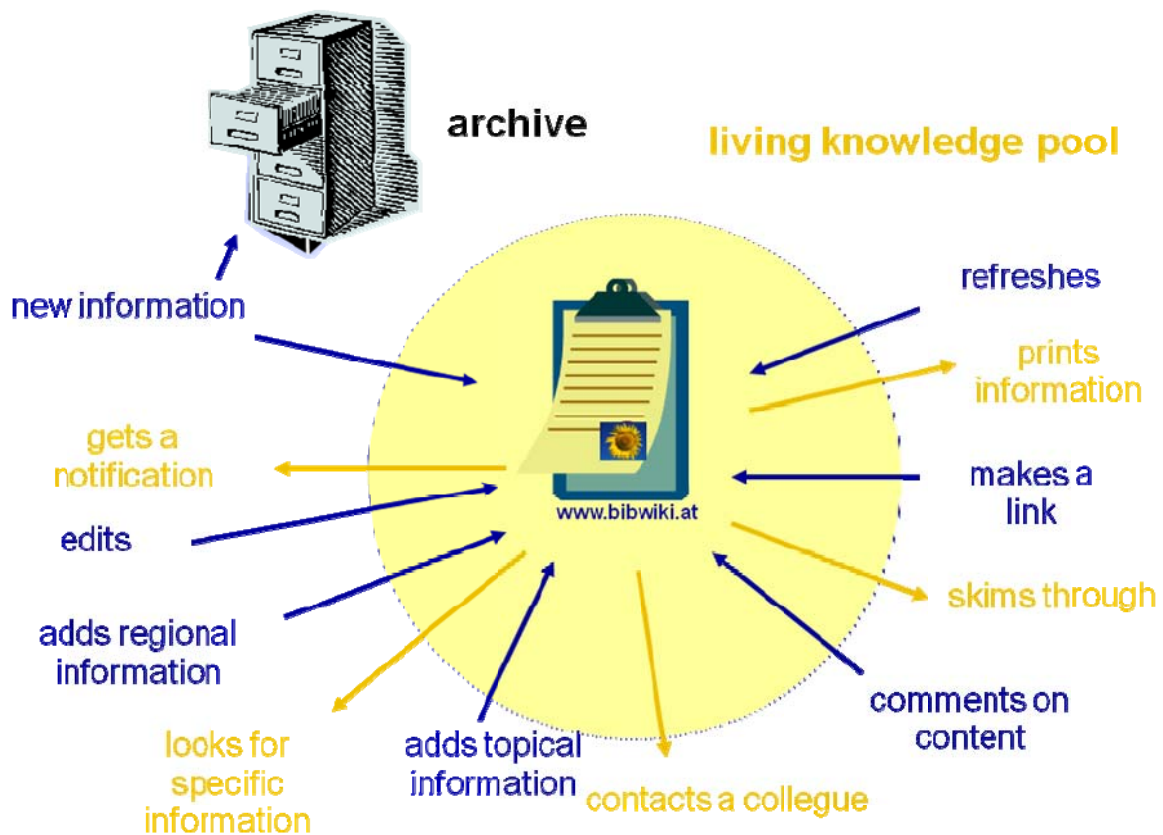 archive
living knowledge pool
new information
refreshes
prints
information
gets a
notification
makes a
link
www.bibwiki.at
edits
skims through
adds regional
information
comments on
content
looks for
specific
information
adds topical
information
contacts a collegue